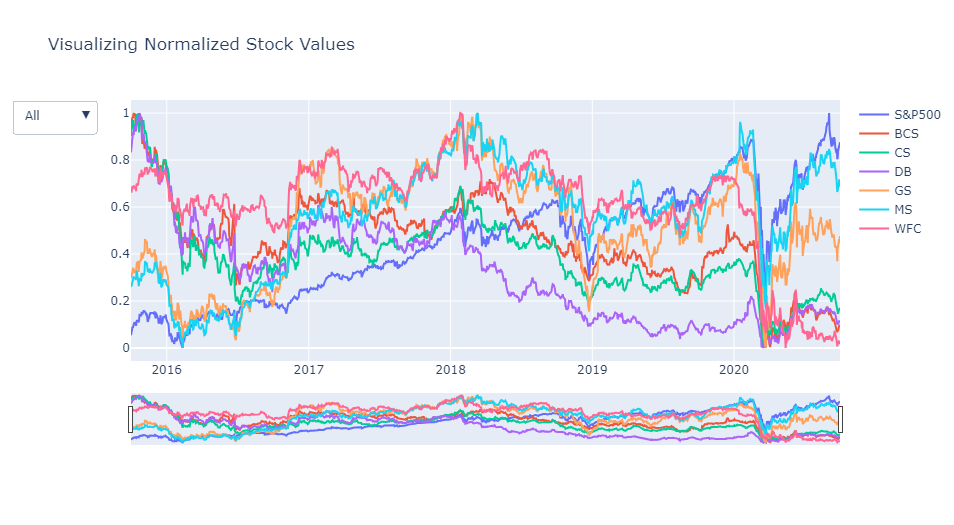 Visualizing Normalized Stock Values
All
1
0.8
0.6
0.4
0.2
0
2016 2017 2018 2019 2020
S&P500
BCS
CS
DB
GS
MS
WFC